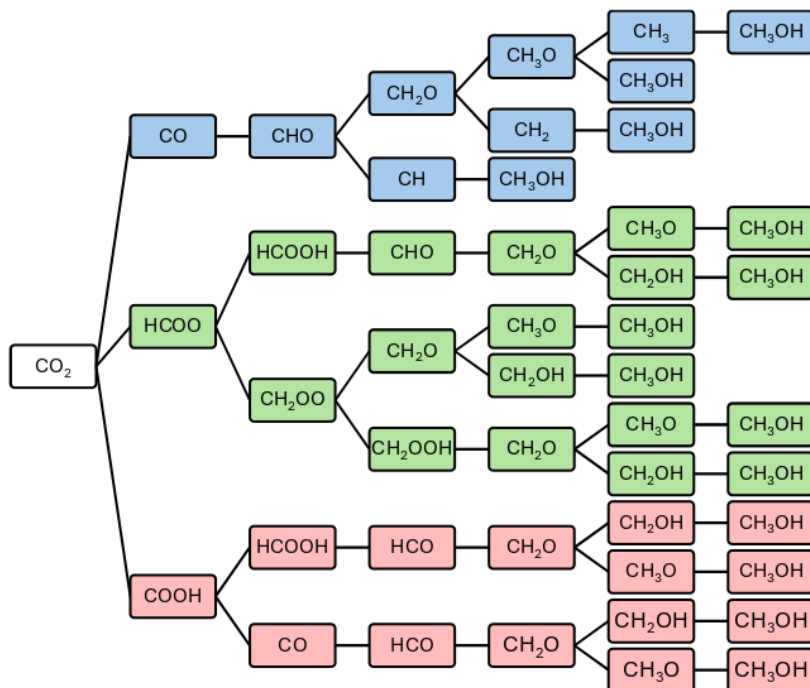 CH₃ CH₃OH
CH₃O
CH₃OH
CH₂O
CO CHO
CH₂ CH₃OH
CH CH₃OH
CH₃O CH₃OH
HCOOH CHO CH₂O
CH₂OH CH₃OH
HCOO
CH₃O CH₃OH
CH₂O
CO₂
CH₂OH CH₃OH
CH₂OO
CH₃O CH₃OH
CH₂OOH CH₂O
CH₂OH CH₃OH
CH₂OH CH₃OH
HCOOH HCO CH₂O
CH₃O CH₃OH
COOH
CH₂OH CH₃OH
CO HCO CH₂O
CH₃O CH₃OH